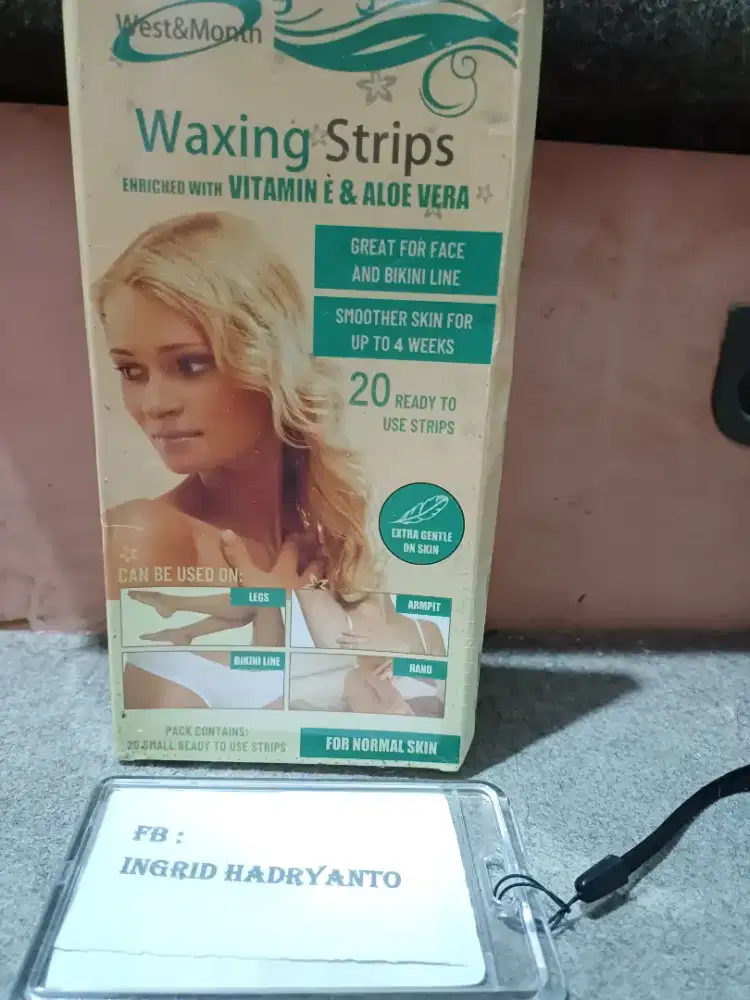 West&Month
Waxing Strips
ENRICHED WITH VITAMIN E & ALOE VERA
GREAT FOR FACE
AND BIKINI LINE
SMOOTHER SKIN FOR
UP TO 4 WEEKS
20 READY TO
USE STRIPS
EXTRA GENTLE
ON SKIN
CAN BE USED ON:
LEGS
ARMPIT
BIKINI LINE
HAND
PACK CONTAINS:
20 SMALL READY TO USE STRIPS
FOR NORMAL SKIN
FB :
INGRID HADRYANTO